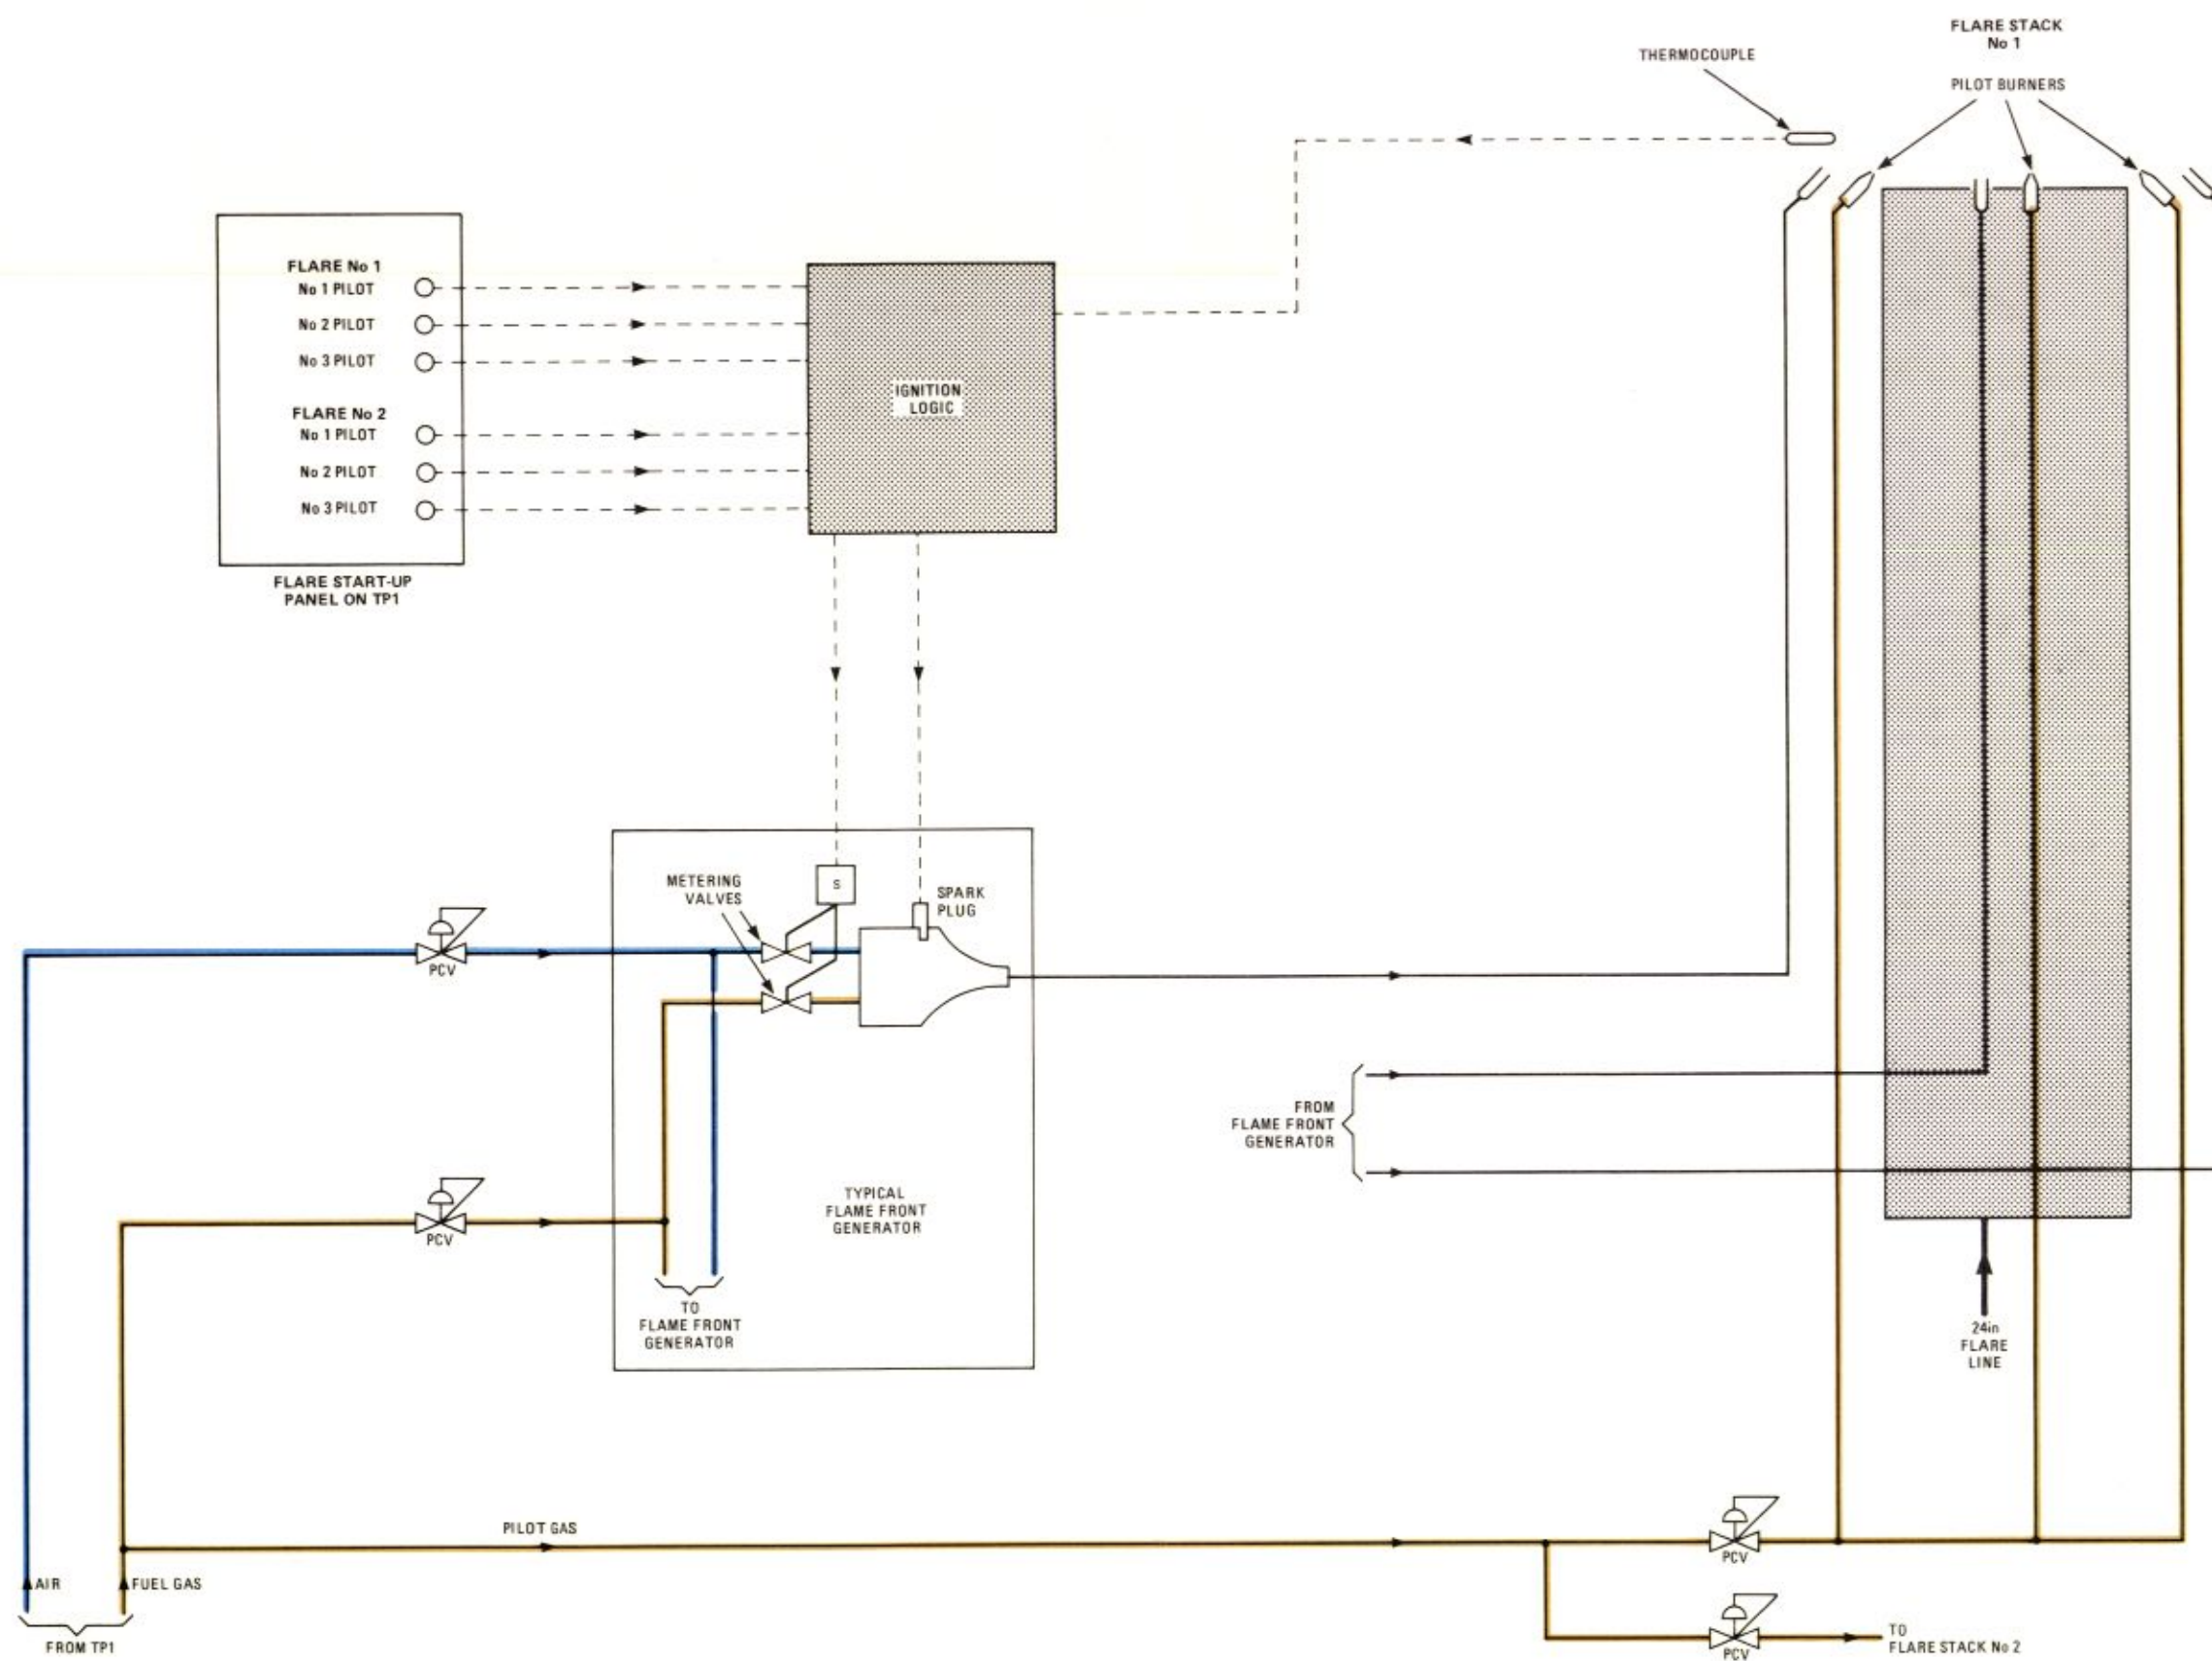 FLARE STACK
No 1
THERMOCOUPLE
PILOT BURNERS
FLARE No 1
No 1 PILOT
No 2 PILOT
No 3 PILOT
FLARE No 2
No 1 PILOT
No 2 PILOT
No 3 PILOT
FLARE START-UP
PANEL ON TP1
IGNITION
LOGIC
METERING
VALVES
S
SPARK
PLUG
PCV
FROM
FLAME FRONT
GENERATOR
TYPICAL
FLAME FRONT
GENERATOR
PCV
TO
FLAME FRONT
GENERATOR
24in
FLARE
LINE
PILOT GAS
PCV
AIR
FUEL GAS
FROM TP1
PCV
TO
FLARE STACK No 2